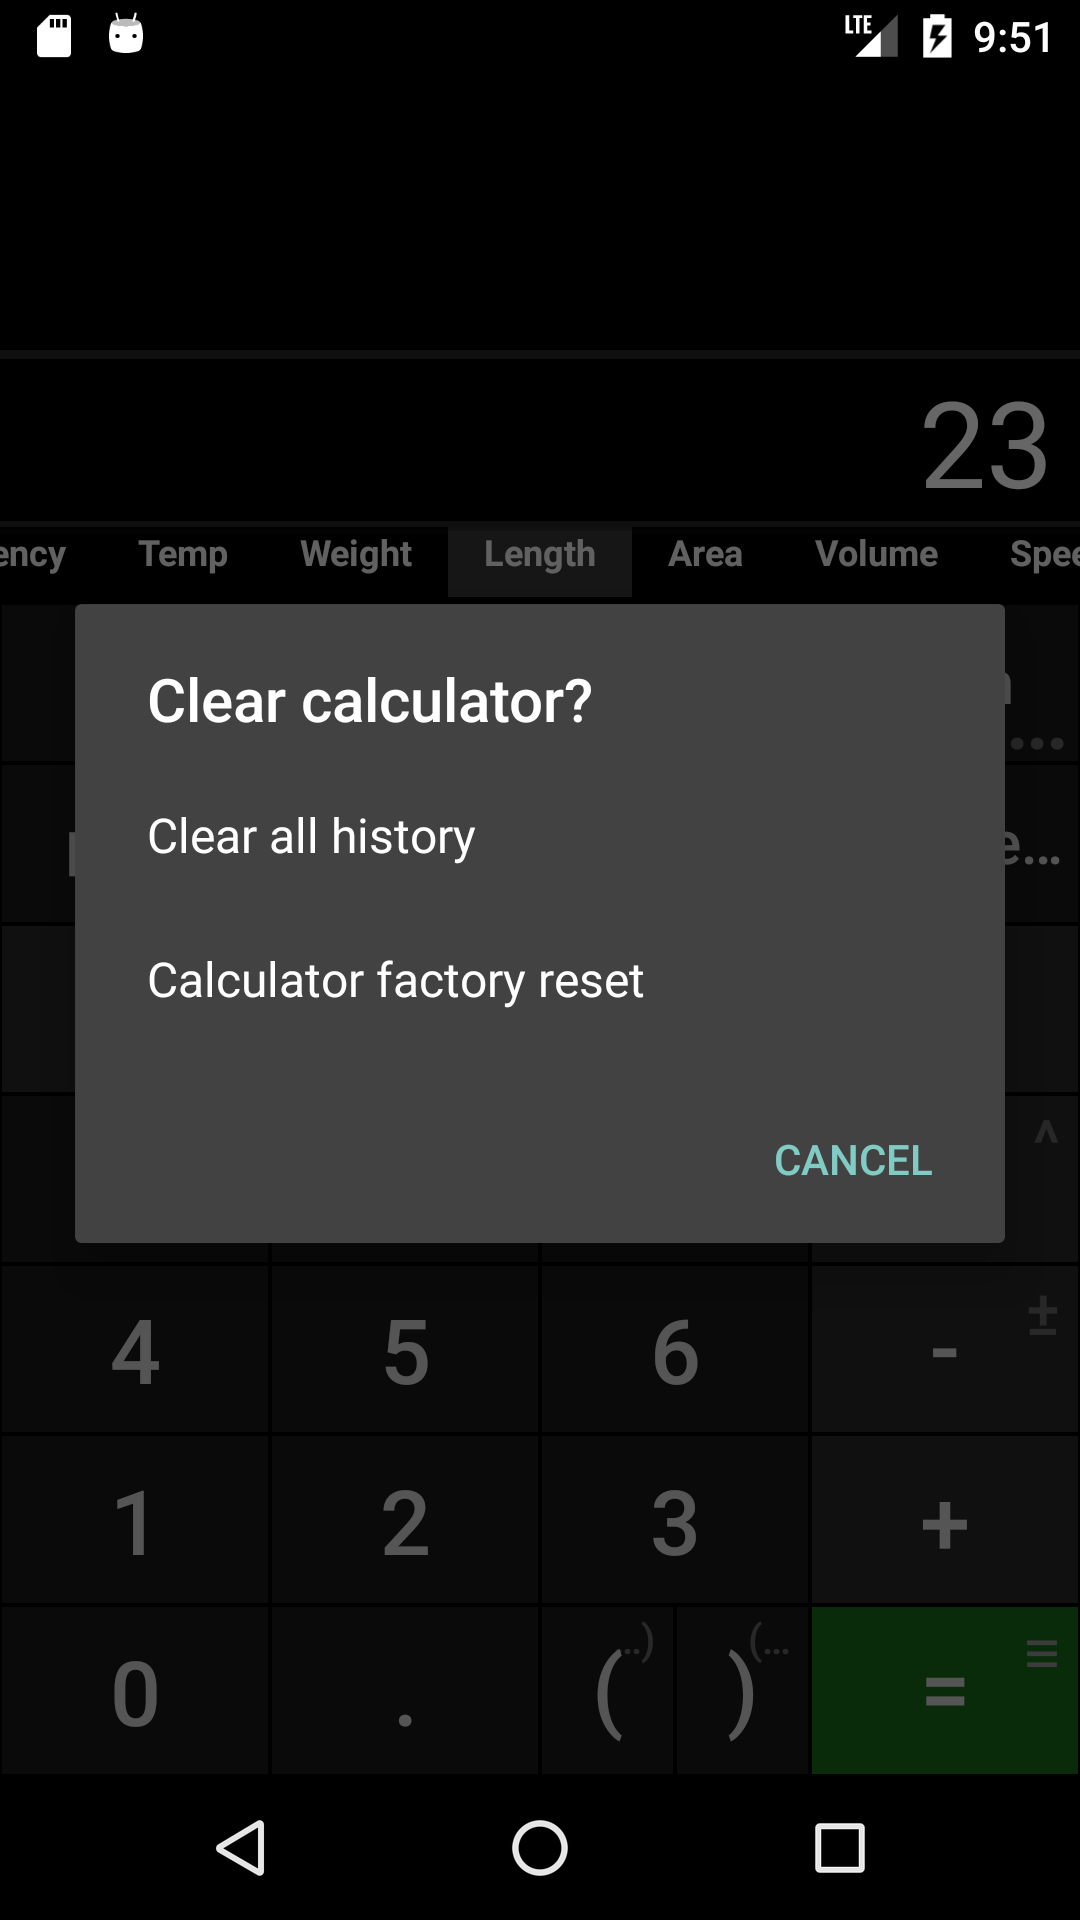 LTE 9:51
23
ency Temp Weight Length Area Volume Spee
Clear calculator?
...
Clear all history
e...
Calculator factory reset
^
CANCEL
±
4 5 6 -
1 2 3 +
..) (... ≡
0 . ( ) =